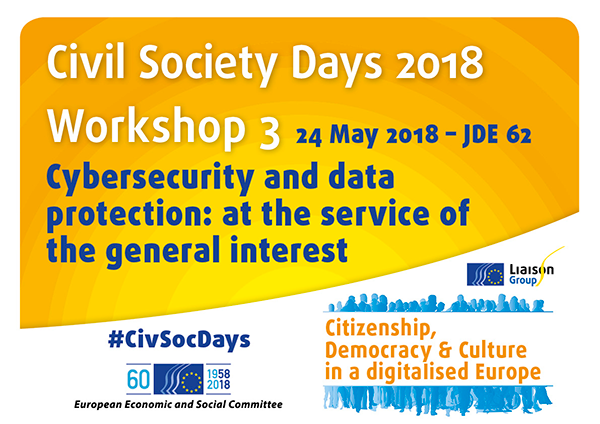 Civil Society Days 2018
Workshop 3 24 May 2018 – JDE 62
Cybersecurity and data
protection: at the service of
the general interest
Liaison
Group
#CivSocDays
60 1958
2018
European Economic and Social Committee
Citizenship,
Democracy & Culture
in a digitalised Europe